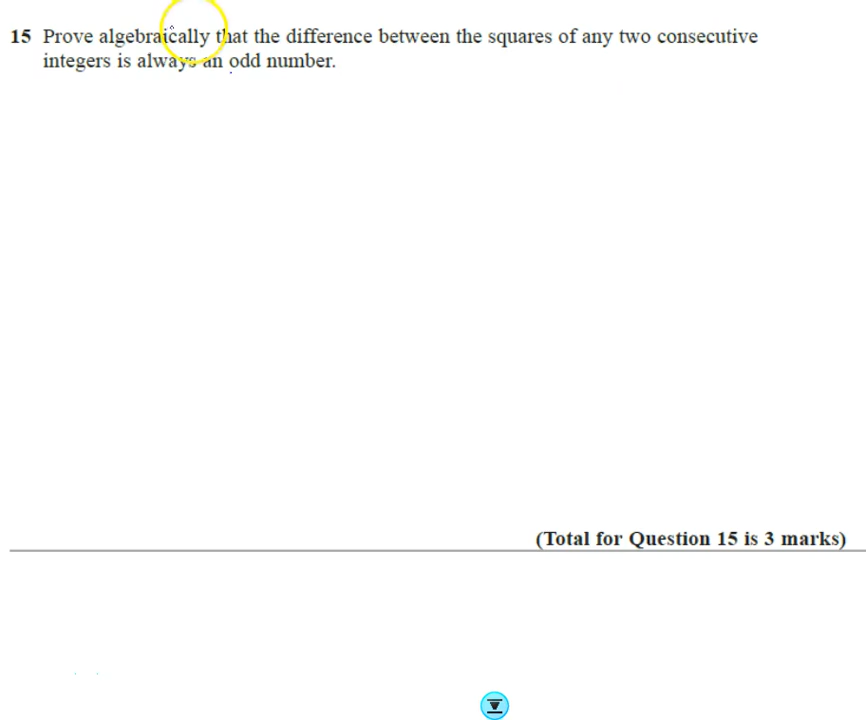 15 Prove algebraically that the difference between the squares of any two consecutive
integers is always an odd number.
(Total for Question 15 is 3 marks)